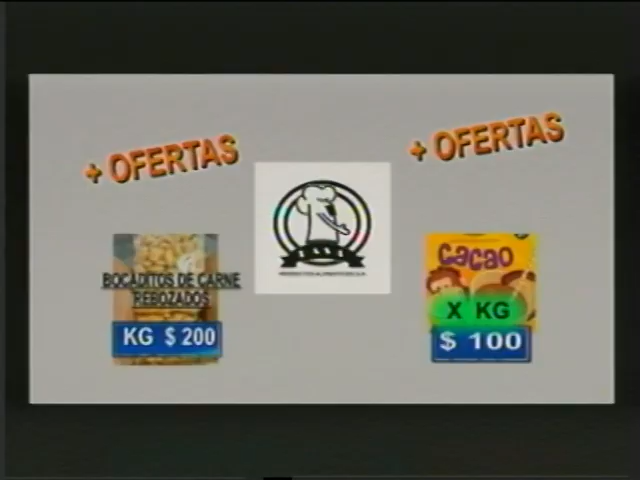 + OFERTAS
+ OFERTAS
BOCADITOS DE CARNE
REBOZADOS
KG $ 200
cacao
X KG
$ 100